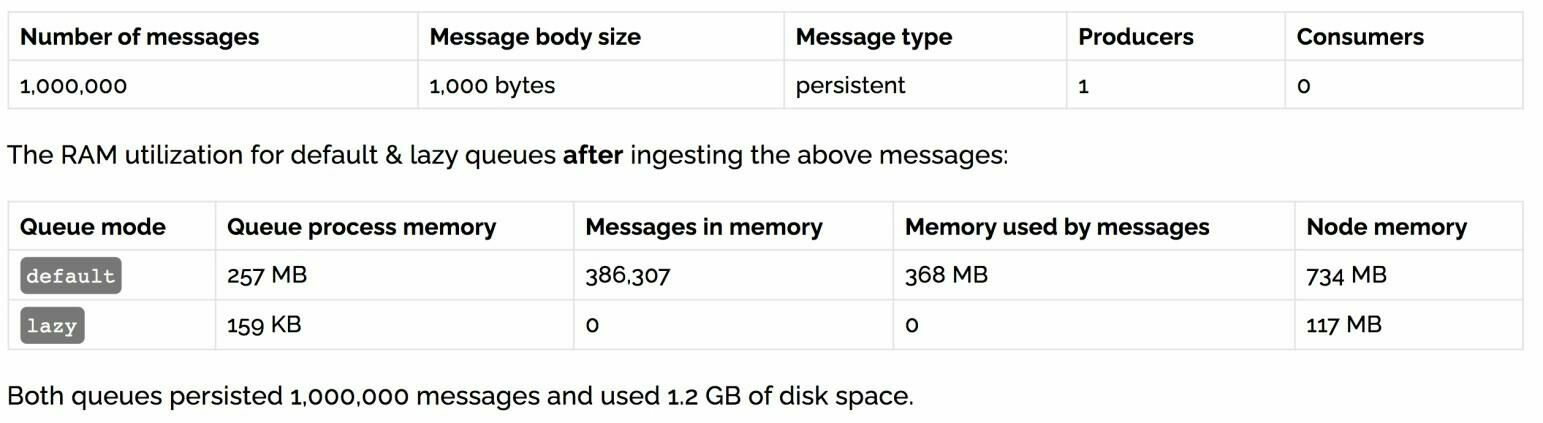 Number of messages Message body size Message type Producers Consumers
1,000,000 1,000 bytes persistent 1 0
The RAM utilization for default & lazy queues after ingesting the above messages:
Queue mode Queue process memory Messages in memory Memory used by messages Node memory
default 257 MB 386,307 368 MB 734 MB
lazy 159 KB 0 0 117 MB
Both queues persisted 1,000,000 messages and used 1.2 GB of disk space.